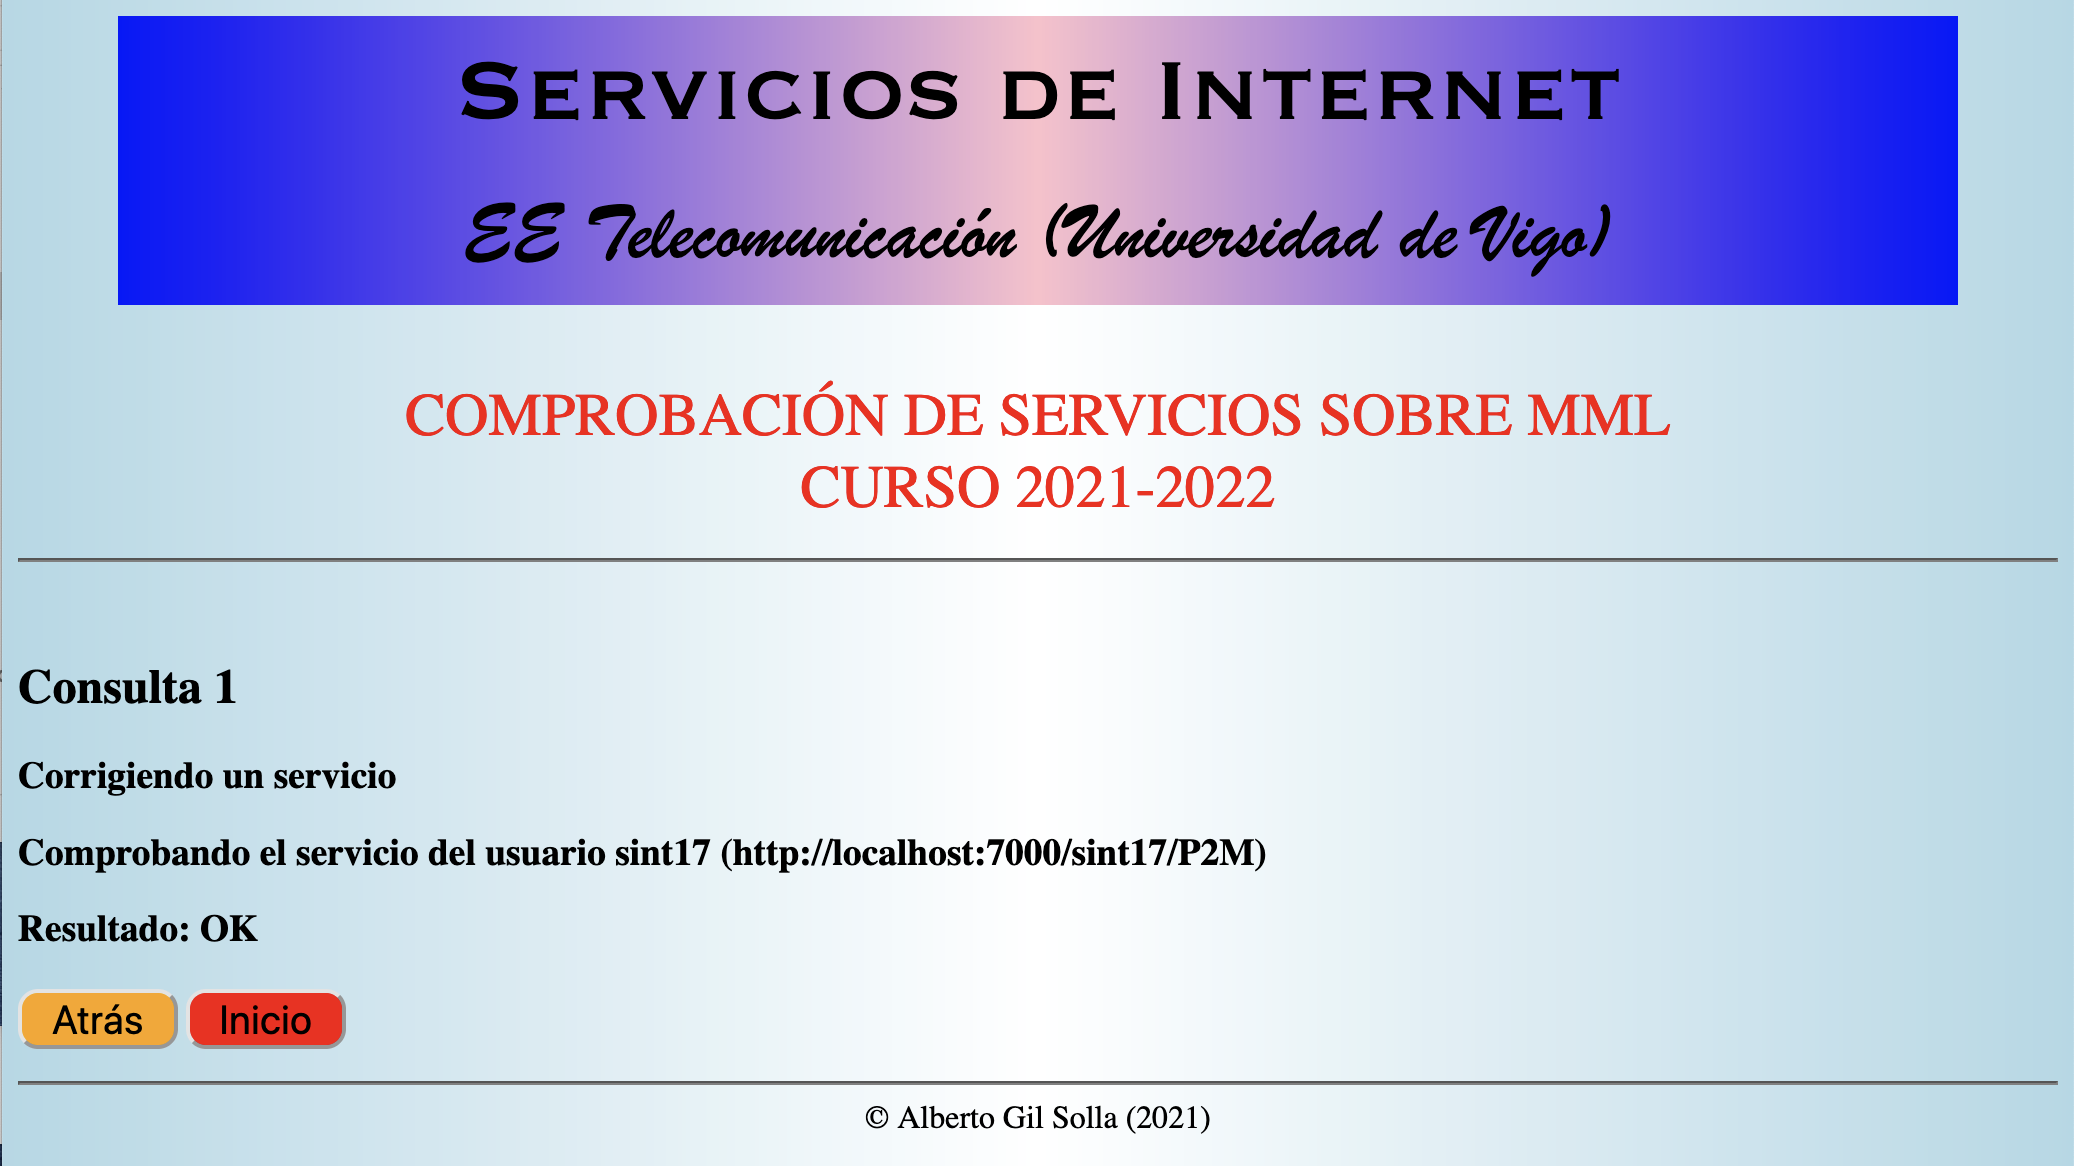 Servicios de Internet
EE Telecomunicación (Universidad de Vigo)
COMPROBACIÓN DE SERVICIOS SOBRE MML
CURSO 2021-2022
Consulta 1
Corrigiendo un servicio
Comprobando el servicio del usuario sint17 (http://localhost:7000/sint17/P2M)
Resultado: OK
Atrás Inicio
© Alberto Gil Solla (2021)